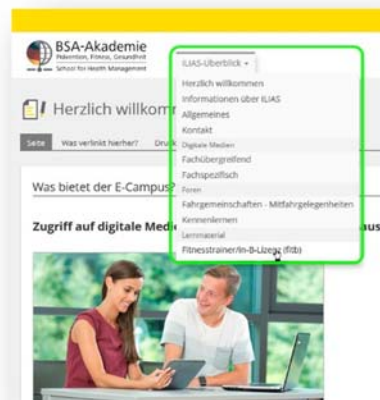 BSA-Akademie
Prävention, Fitness, Gesundheit
School for Health Management
ILIAS-Überblick
Herzlich willkommen
Informationen über ILIAS
Allgemeines
Kontakt
Digitale Medien
Fachübergreifend
Fachspezifisch
Foren
Fahrgemeinschaften - Mitfahrgelegenheiten
Kennenlernen
Lernmaterial
Fitnesstrainer/in-B-Lizenz (fitb)
Herzlich willkom
Seite Was verlinkt hierher? Druck
Was bietet der E-Campus?
Zugriff auf digitale Medie aus